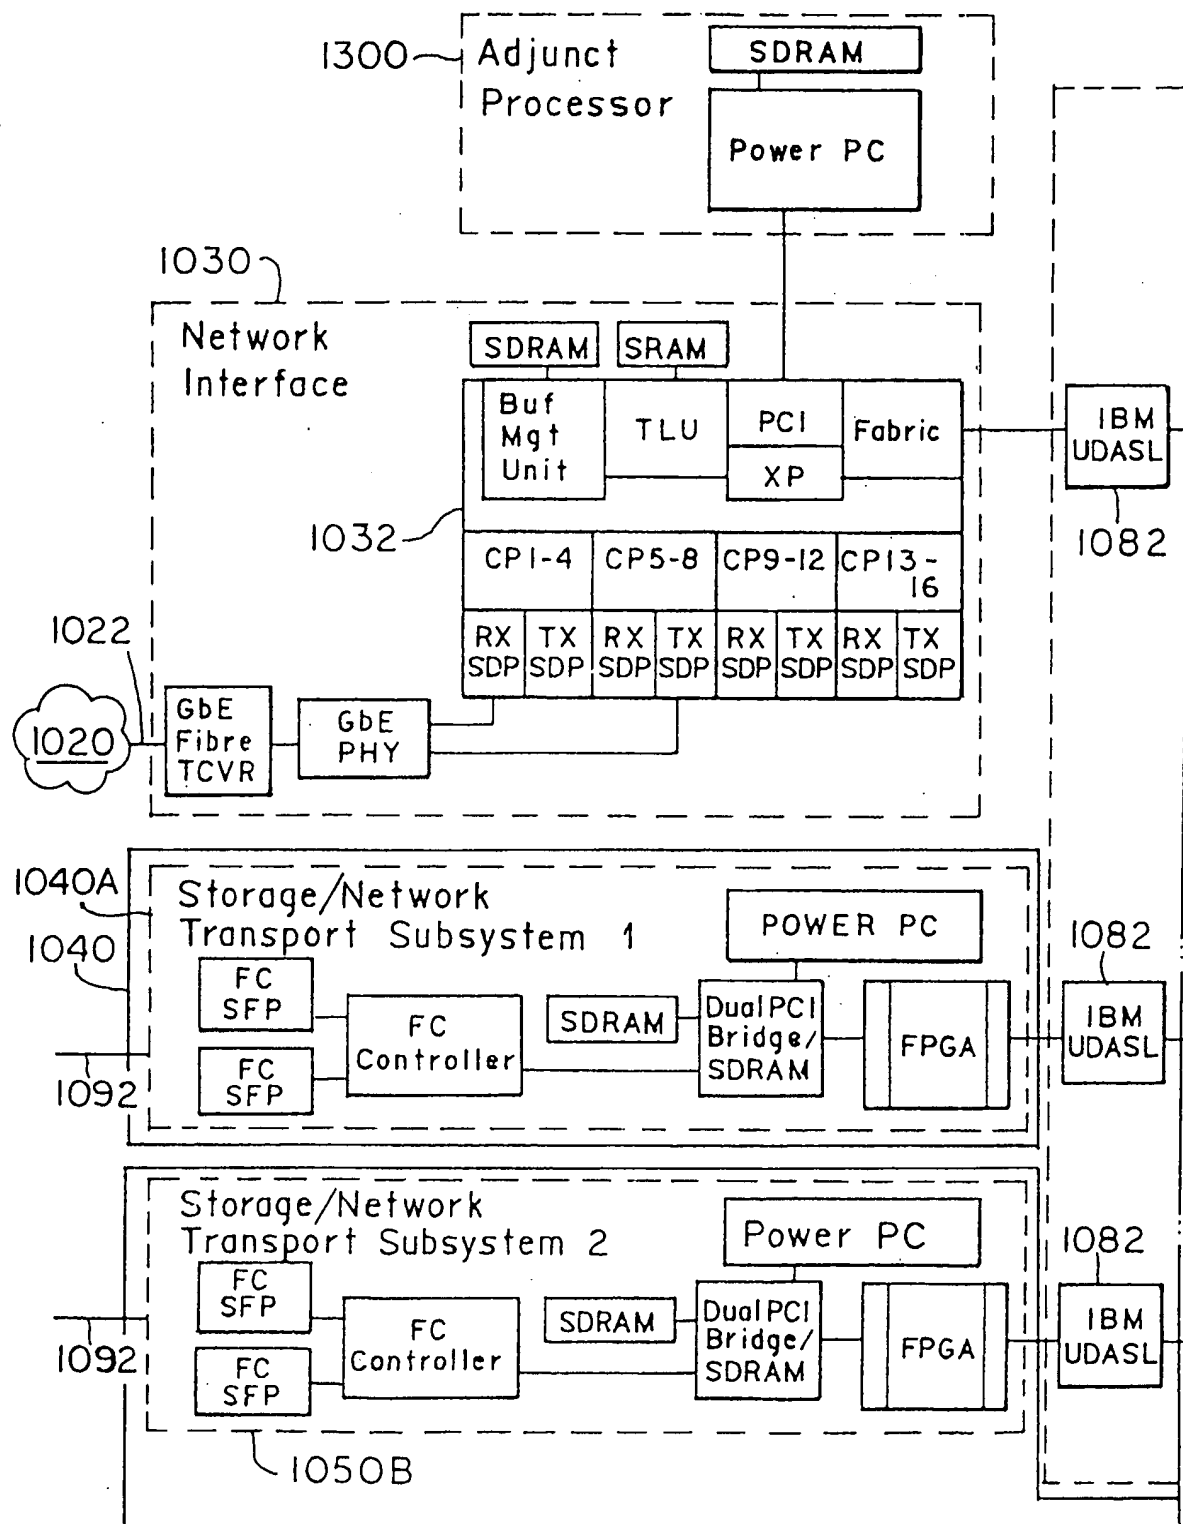 1300
Adjunct
Processor
SDRAM
Power PC
1030
Network
Interface
SDRAM
SRAM
Buf
Mgt
Unit
TLU
PCI
XP
Fabric
IBM
UDASL
1082
1032
CP1-4
CP5-8
CP9-12
CP13-
16
RX
SDP
TX
SDP
RX
SDP
TX
SDP
RX
SDP
TX
SDP
RX
SDP
TX
SDP
1022
1020
GbE
Fibre
TCVR
GbE
PHY
1040A
1040
Storage/Network
Transport Subsystem 1
POWER PC
FC
SFP
FC
SFP
FC
Controller
SDRAM
Dual PCI
Bridge/
SDRAM
FPGA
1082
IBM
UDASL
1092
Storage/Network
Transport Subsystem 2
Power PC
FC
SFP
FC
SFP
FC
Controller
SDRAM
Dual PCI
Bridge/
SDRAM
FPGA
1082
IBM
UDASL
1092
1050B